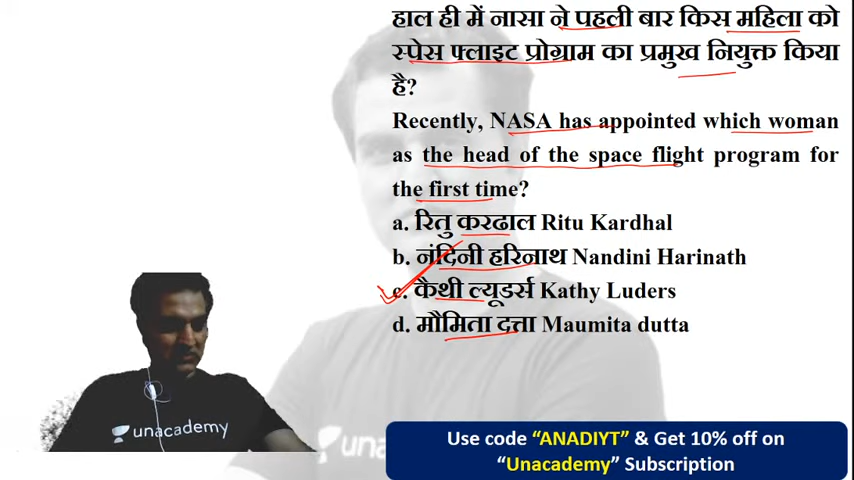 हाल ही में नासा ने पहली बार किस महिला को
स्पेस फ्लाइट प्रोग्राम का प्रमुख नियुक्त किया
है?
Recently, NASA has appointed which woman
as the head of the space flight program for
the first time?
a. रितु करढाल Ritu Kardhal
b. नंदिनी हरिनाथ Nandini Harinath
c. कैथी ल्यूडर्स Kathy Luders
d. मौमिता दत्ता Maumita dutta
unacademy
una
Use code “ANADIYT” & Get 10% off on
“Unacademy” Subscription